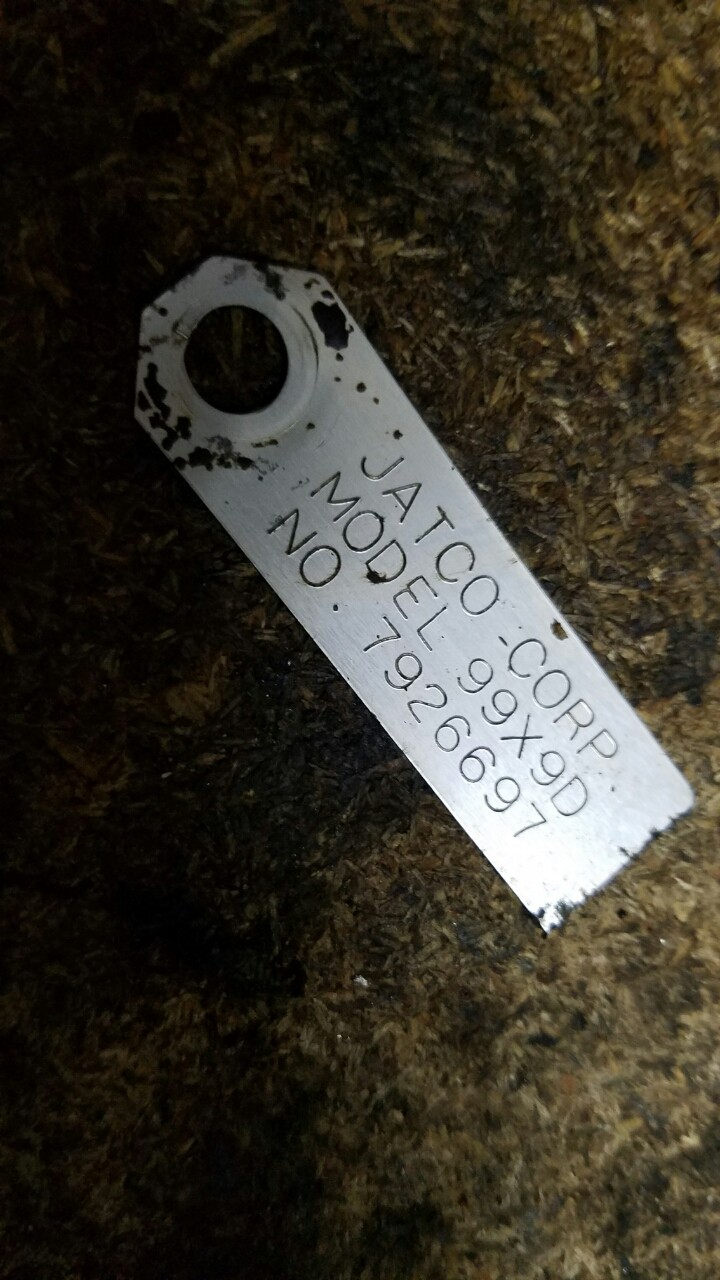 JATCO CORP
MODEL 99X9D
NO. 7926697